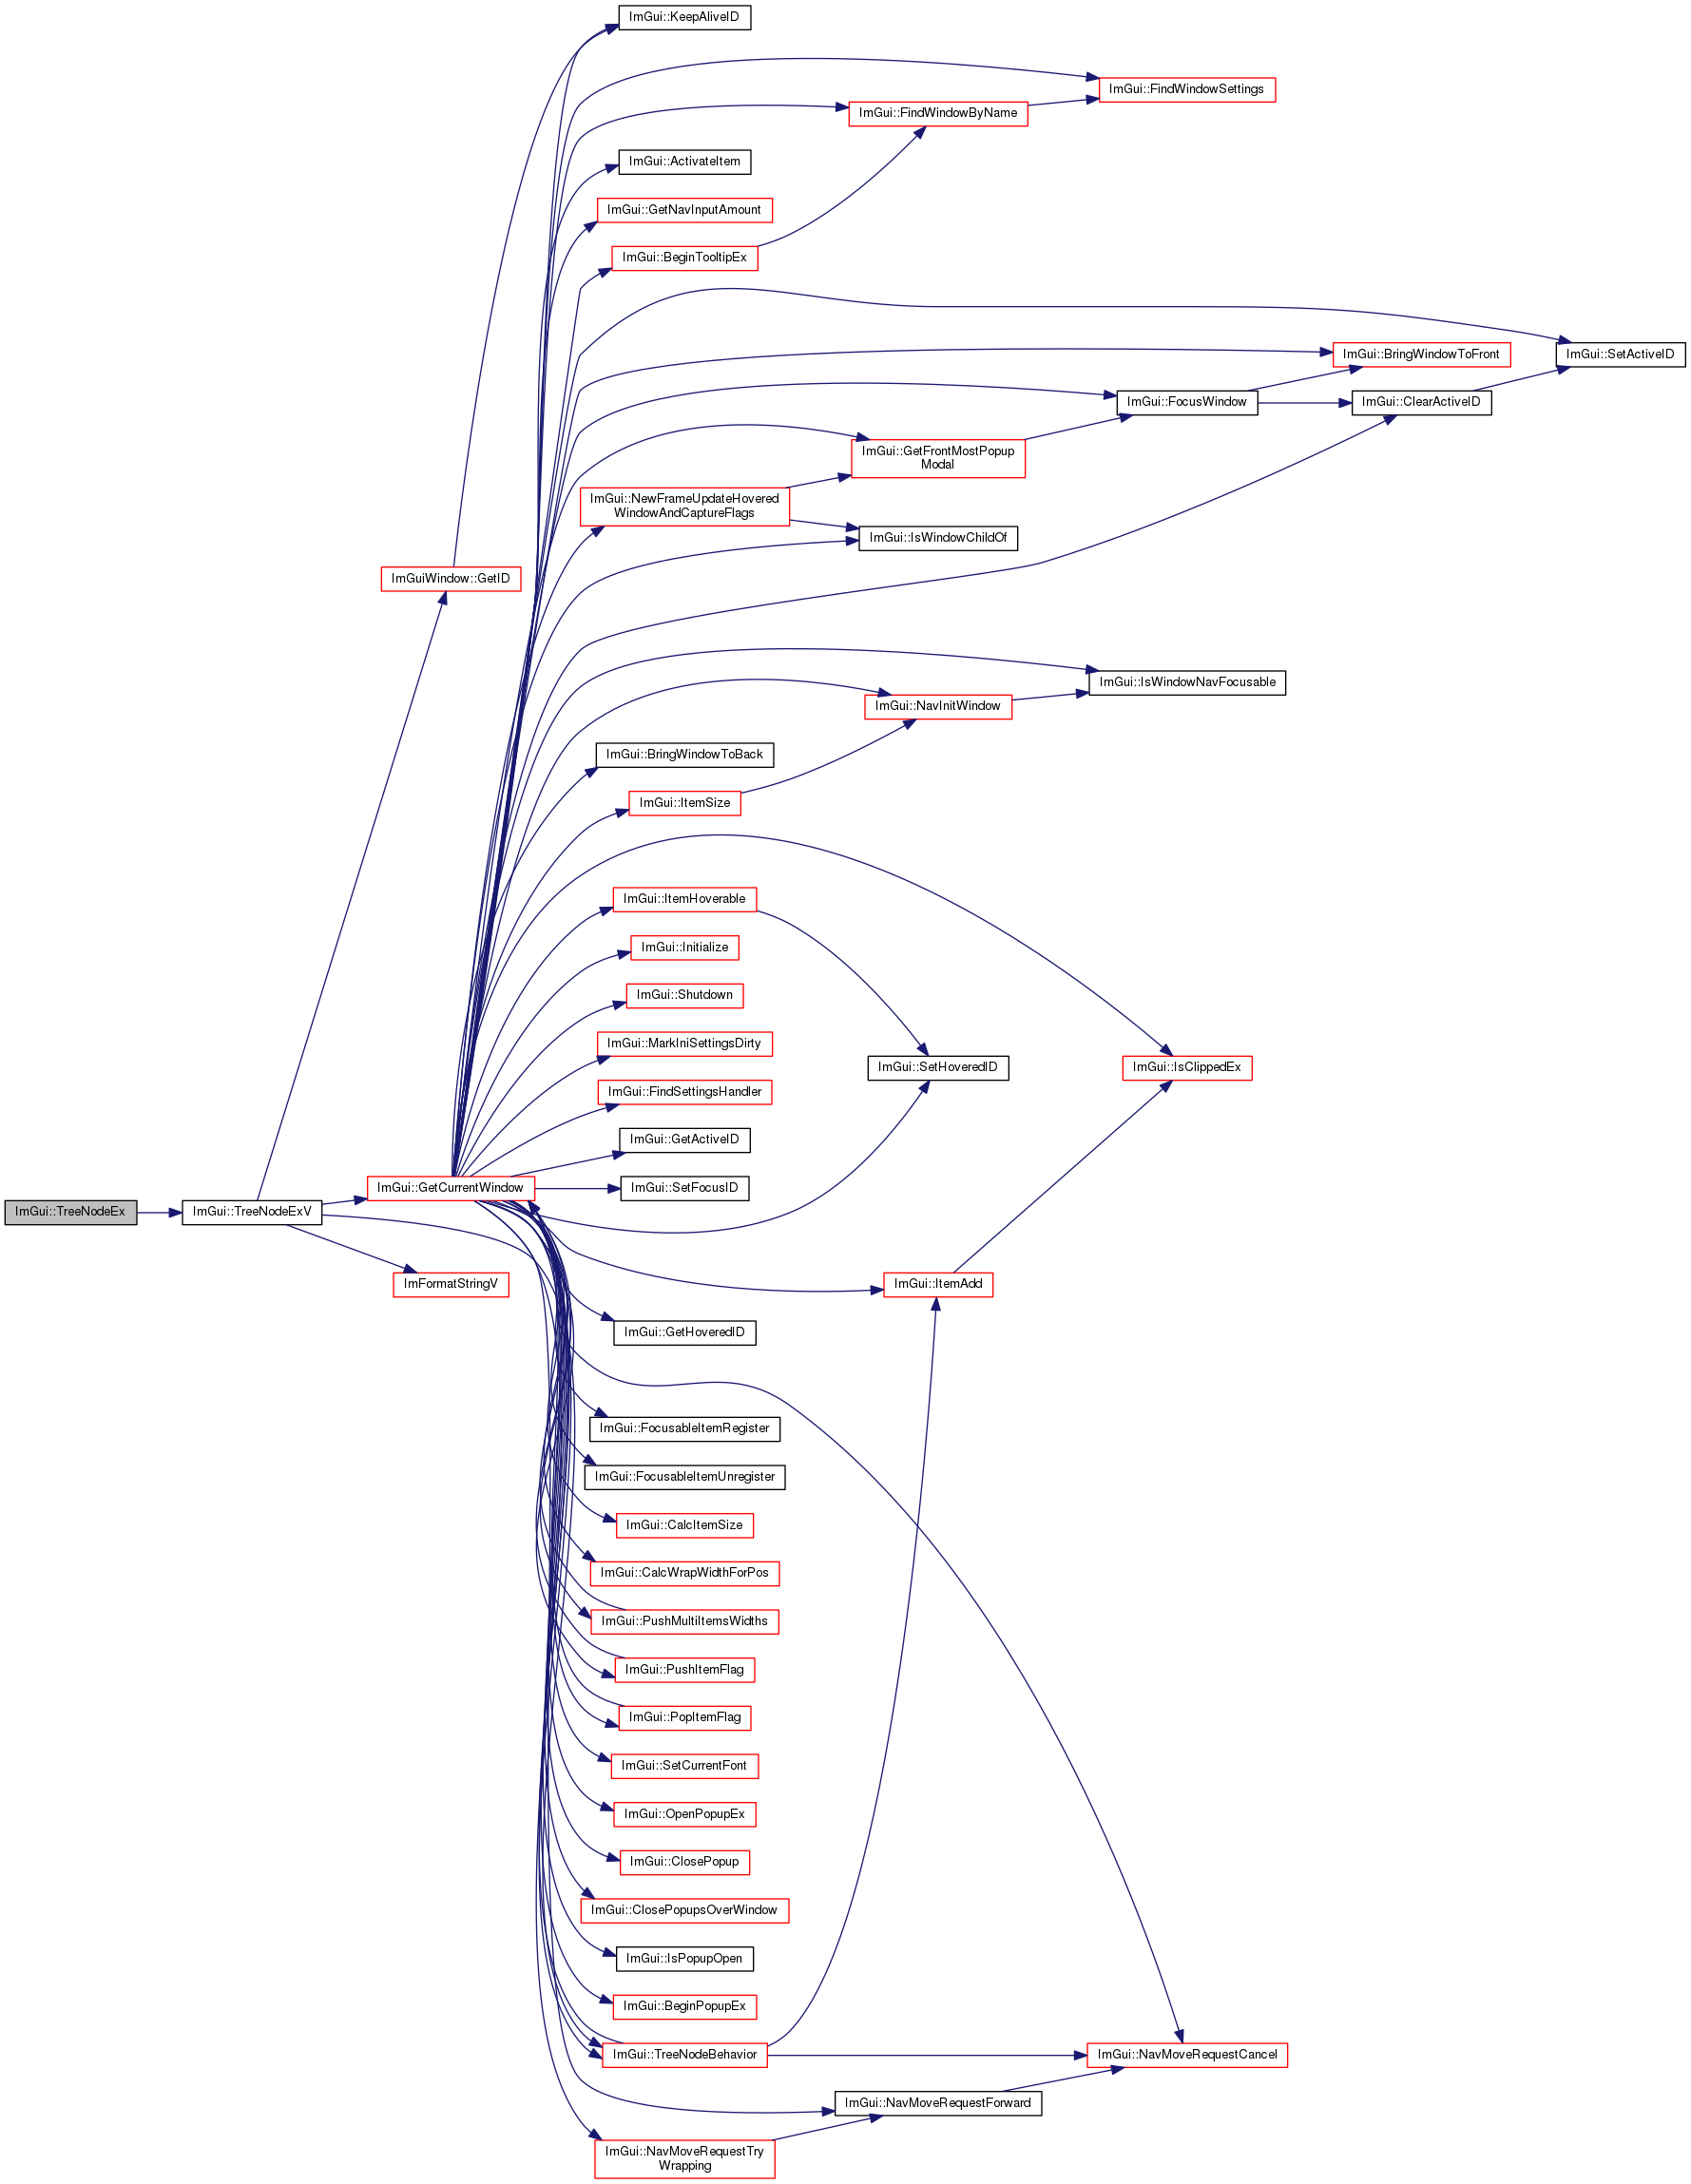 ImGui::KeepAliveID
ImGui::FindWindowSettings
ImGui::FindWindowByName
ImGui::ActivateItem
ImGui::GetNavInputAmount
ImGui::BeginTooltipEx
ImGui::BringWindowToFront
ImGui::SetActiveID
ImGui::FocusWindow
ImGui::ClearActiveID
ImGui::GetFrontMostPopup
Modal
ImGui::NewFrameUpdateHovered
WindowAndCaptureFlags
ImGui::IsWindowChildOf
ImGuiWindow::GetID
ImGui::IsWindowNavFocusable
ImGui::NavInitWindow
ImGui::BringWindowToBack
ImGui::ItemSize
ImGui::ItemHoverable
ImGui::Initialize
ImGui::Shutdown
ImGui::MarkIniSettingsDirty
ImGui::SetHoveredID
ImGui::IsClippedEx
ImGui::FindSettingsHandler
ImGui::GetActiveID
ImGui::GetCurrentWindow
ImGui::SetFocusID
ImGui::TreeNodeEx
ImGui::TreeNodeExV
ImFormatStringV
ImGui::ItemAdd
ImGui::GetHoveredID
ImGui::FocusableItemRegister
ImGui::FocusableItemUnregister
ImGui::CalcItemSize
ImGui::CalcWrapWidthForPos
ImGui::PushMultiItemsWidths
ImGui::PushItemFlag
ImGui::PopItemFlag
ImGui::SetCurrentFont
ImGui::OpenPopupEx
ImGui::ClosePopup
ImGui::ClosePopupsOverWindow
ImGui::IsPopupOpen
ImGui::BeginPopupEx
ImGui::TreeNodeBehavior
ImGui::NavMoveRequestCancel
ImGui::NavMoveRequestForward
ImGui::NavMoveRequestTry
Wrapping